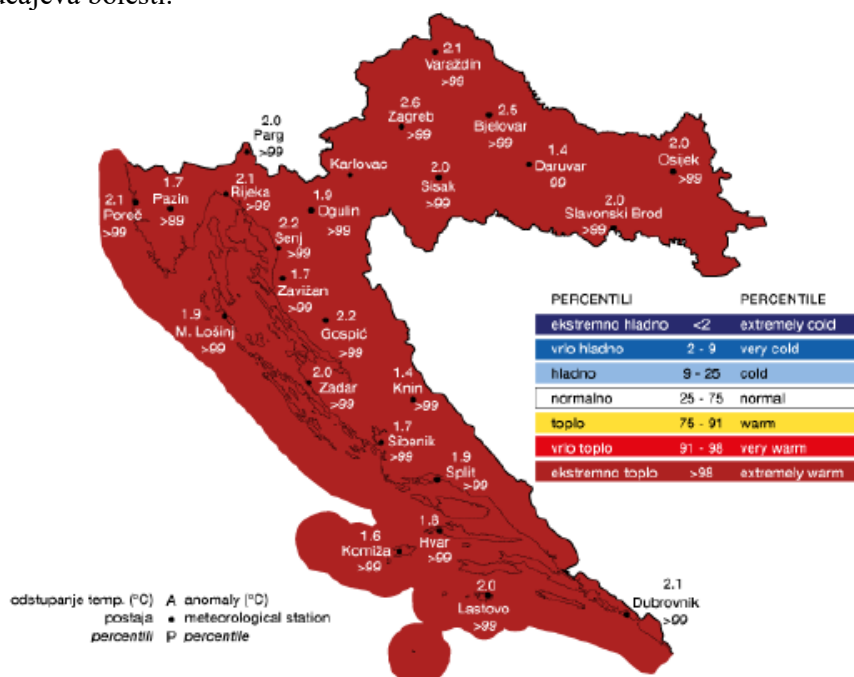 bolesti.
2.1
Varaždin
>99
2.6
Zagreb
>99
2.5
Bjelovar
>99
2.0
Parg
>99
1.4
Daruvar
99
2.0
Osijek
>99
Karlovac
2.0
Sisak
>99
1.7
Pazin
>99
2.1
Rijeka
>99
2.1
Poreč
>99
1.9
Ogulin
>99
2.0
Slavonski Brod
>99
2.2
Senj
>99
1.7
Zavižan
>99
1.9
M. Lošinj
>99
2.2
Gospić
>99
2.0
Zadar
>99
1.4
Knin
>99
1.7
Šibenik
>99
1.9
Split
>99
1.8
Hvar
>99
1.6
Komiža
>99
2.0
Lastovo
>99
2.1
Dubrovnik
>99
PERCENTILI PERCENTILE
ekstremno hladno <2 extremely cold
vrlo hladno 2 - 9 very cold
hladno 9 - 25 cold
normalno 25 - 75 normal
toplo 75 - 91 warm
vrlo toplo 91 - 98 very warm
ekstremno toplo >98 extremely warm
odstupanje temp. (°C) A anomaly (°C)
postaja • meteorological station
percentili P percentile